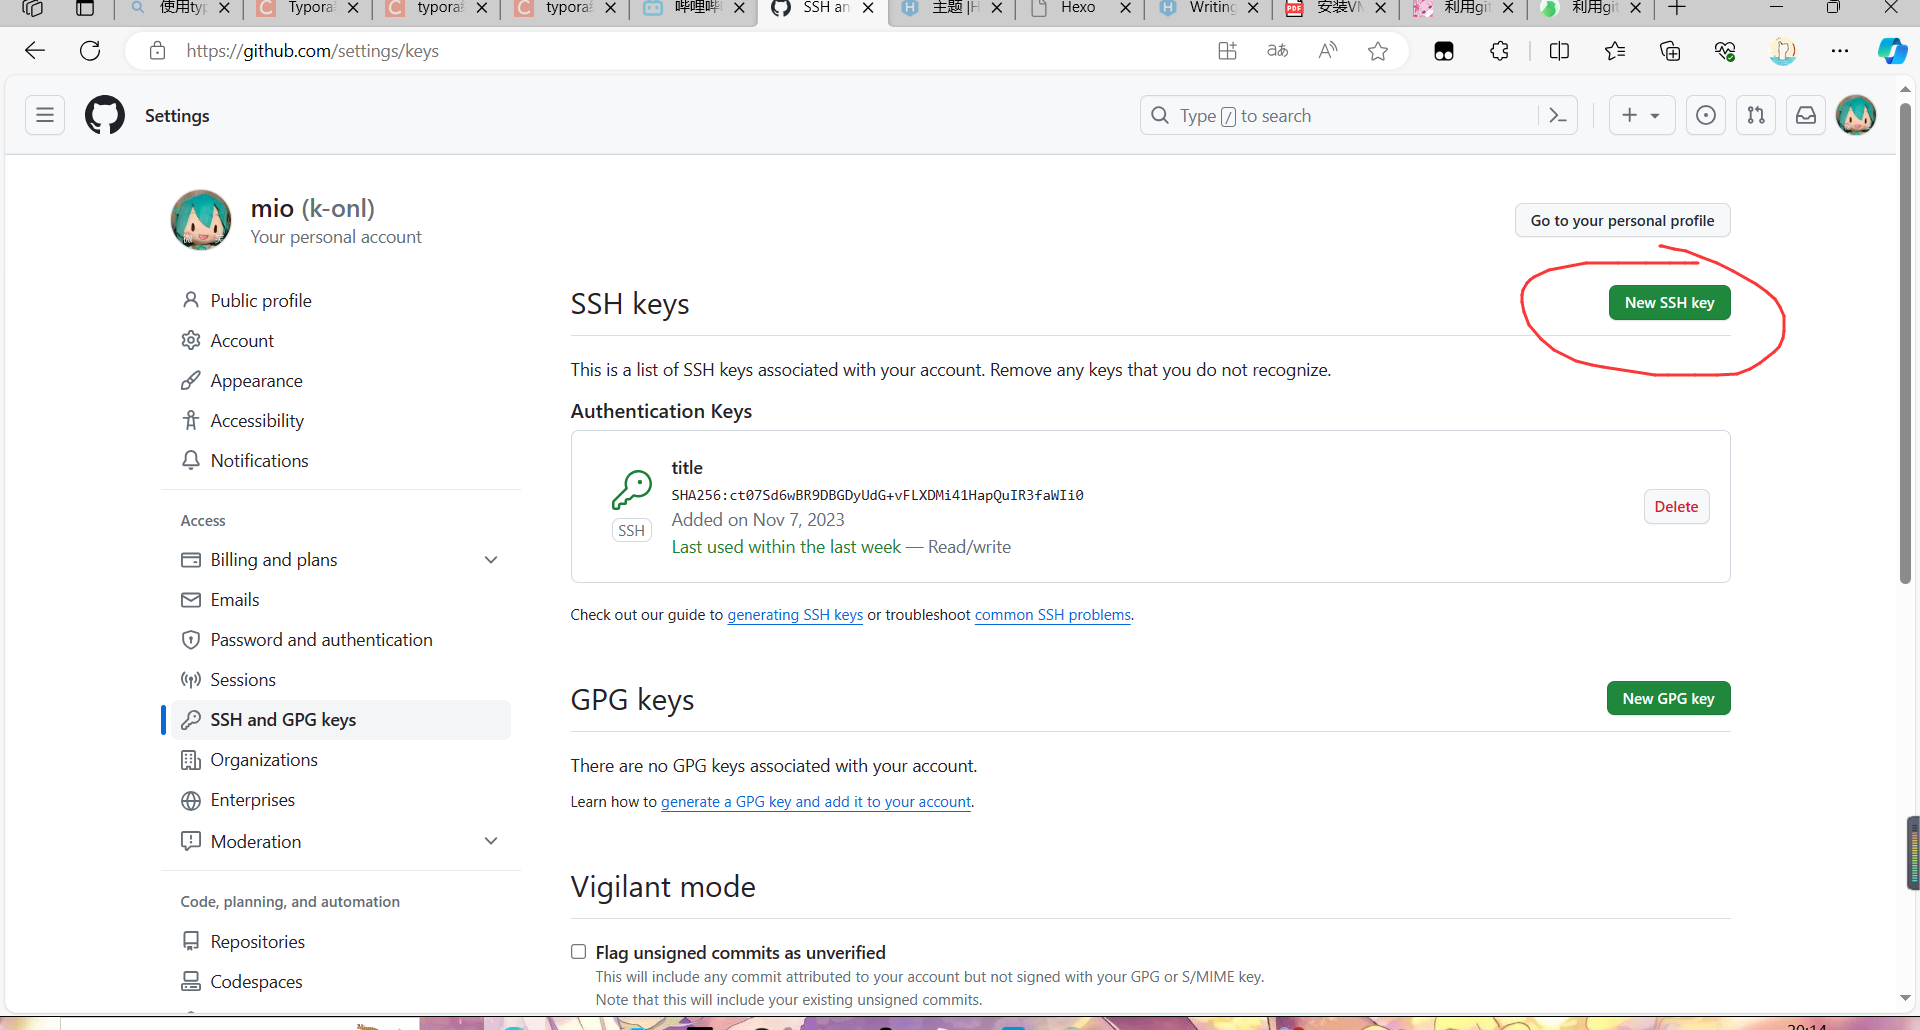 使用typ
Typora
typora
typora
哔哩哔
SSH an
主题 |H
Hexo
Writing
安装VM
利用git
利用git
https://github.com/settings/keys
Settings
Type / to search
mio (k-onl)
Your personal account
Go to your personal profile
Public profile
Account
Appearance
Accessibility
Notifications
Access
Billing and plans
Emails
Password and authentication
Sessions
SSH and GPG keys
Organizations
Enterprises
Moderation
Code, planning, and automation
Repositories
Codespaces
SSH keys
New SSH key
This is a list of SSH keys associated with your account. Remove any keys that you do not recognize.
Authentication Keys
title
SHA256:ct07Sd6wBR9DBGDyUdG+vFLXDMi41HapQuIR3faWIi0
Added on Nov 7, 2023
Last used within the last week — Read/write
SSH
Delete
Check out our guide to generating SSH keys or troubleshoot common SSH problems.
GPG keys
New GPG key
There are no GPG keys associated with your account.
Learn how to generate a GPG key and add it to your account.
Vigilant mode
Flag unsigned commits as unverified
This will include any commit attributed to your account but not signed with your GPG or S/MIME key.
Note that this will include your existing unsigned commits.